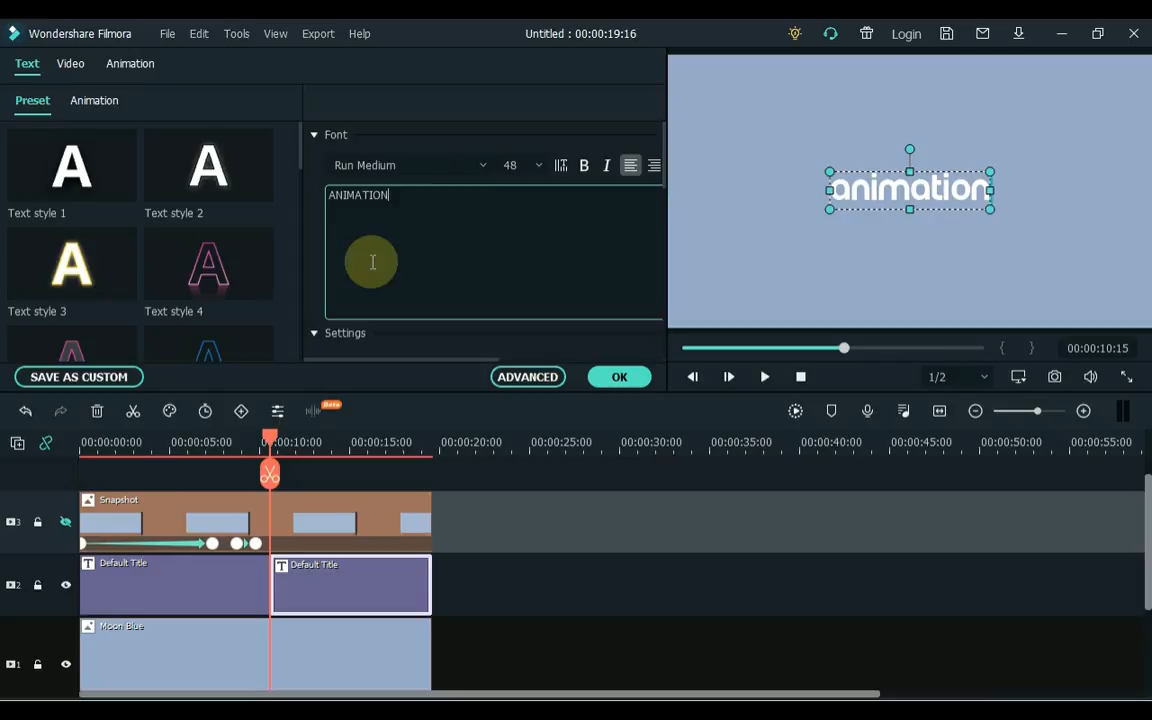 Wondershare Filmora File Edit Tools View Export Help Untitled : 00:00:19:16 Login
Text Video Animation
Preset Animation
Font
Run Medium 48 B I
ANIMATION
animation
Text style 1 Text style 2
Text style 3 Text style 4
Settings
SAVE AS CUSTOM ADVANCED OK
00:00:10:15
1/2
Beta
00:00:00:00 00:00:05:00 00:00:10:00 00:00:15:00 00:00:20:00 00:00:25:00 00:00:30:00 00:00:35:00 00:00:40:00 00:00:45:00 00:00:50:00 00:00:55:00
3 Snapshot
2 T Default Title T Default Title
1 Moon Blue